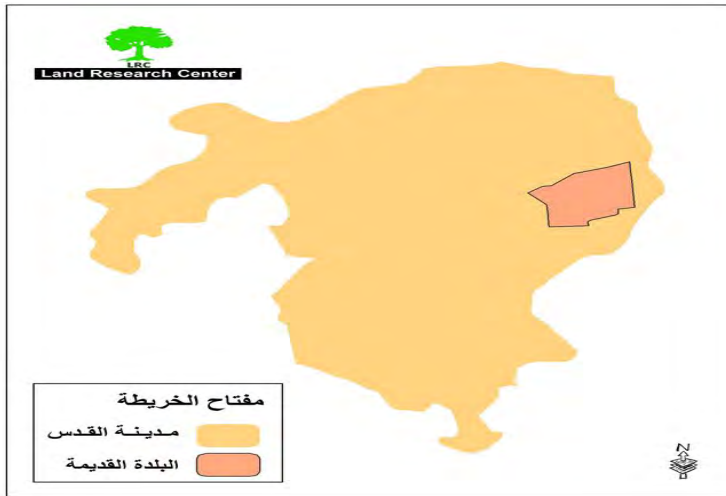 LRC
Land Research Center
مفتاح الخريطة
مدينة القدس
البلدة القديمة
N